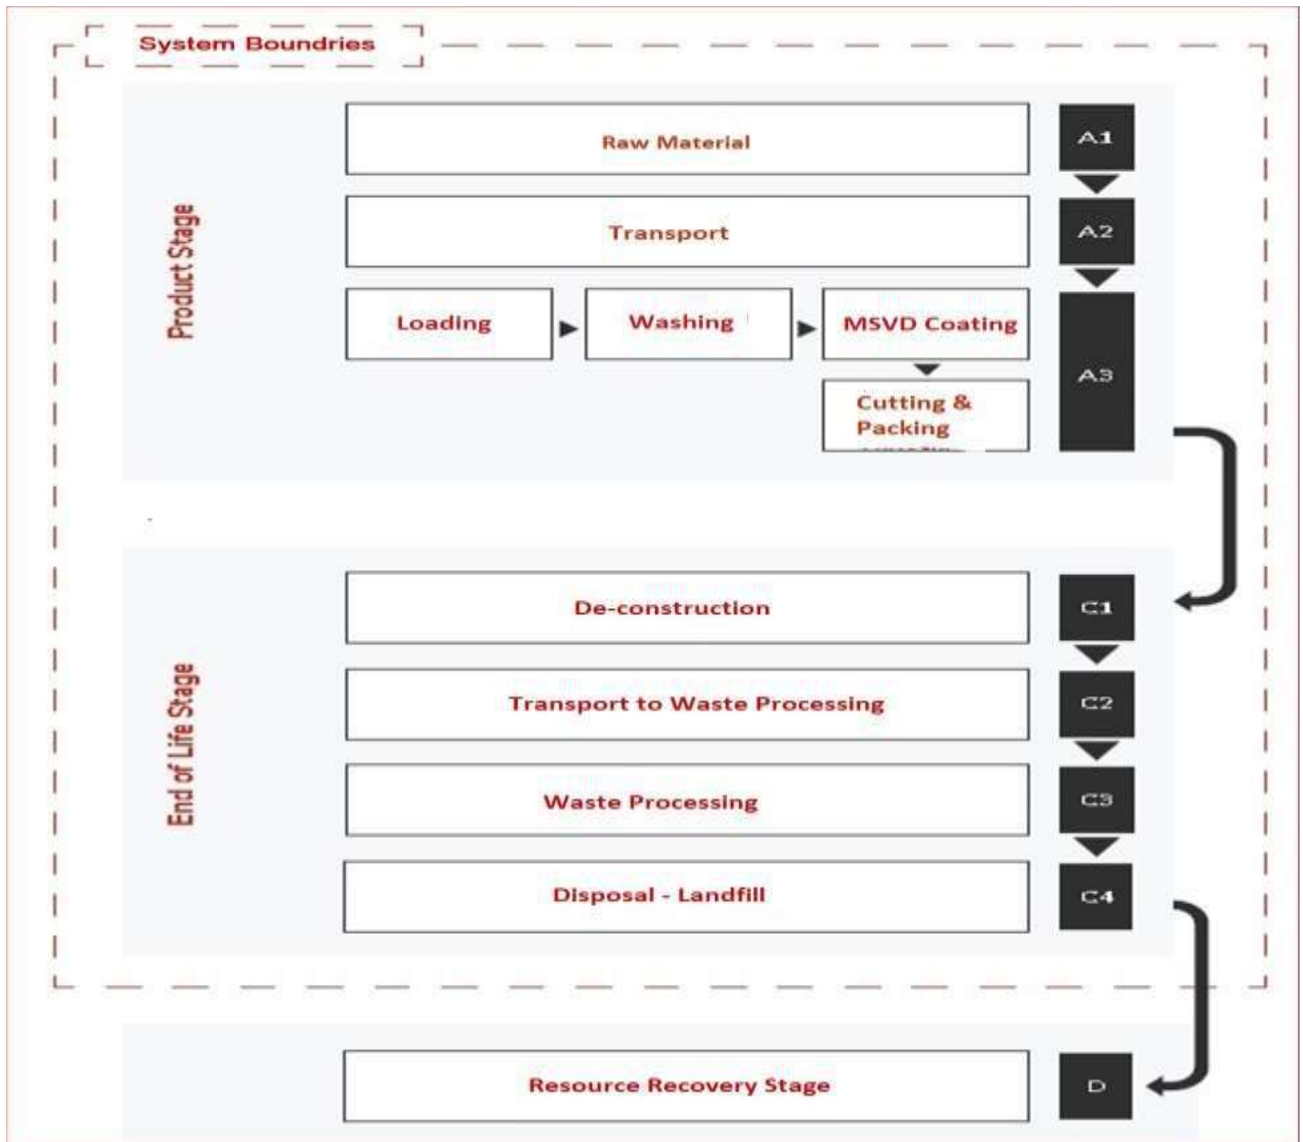 System Boundries
Product Stage
Raw Material
A1
Transport
A2
Loading
Washing
MSVD Coating
A3
Cutting &
Packing
End of Life Stage
De-construction
C1
Transport to Waste Processing
C2
Waste Processing
C3
Disposal - Landfill
C4
Resource Recovery Stage
D